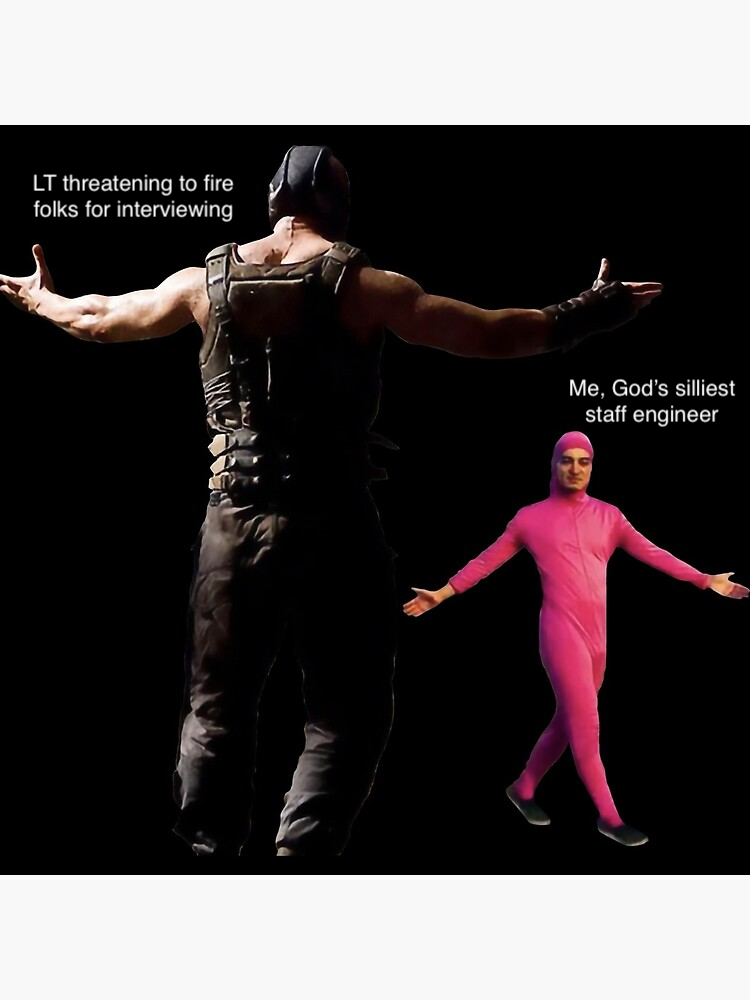 LT threatening to fire
folks for interviewing
Me, God’s silliest
staff engineer